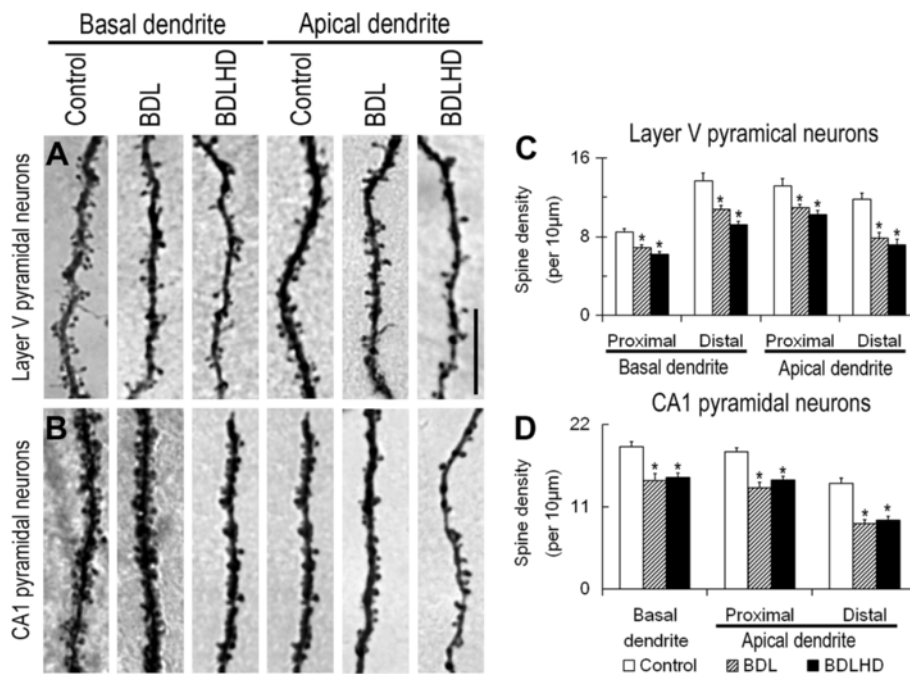 Basal dendrite Apical dendrite
Control BDL BDLHD Control BDL BDLHD
A
Layer V pyramidal neurons
B
CA1 pyramidal neurons
C
Layer V pyramical neurons
Spine density
(per 10µm)
16
8
0
* * * * * * * *
Proximal Distal Proximal Distal
Basal dendrite Apical dendrite
D
CA1 pyramidal neurons
Spine density
(per 10µm)
22
11
0
* * * * * *
Basal Proximal Distal
dendrite Apical dendrite
Control BDL BDLHD